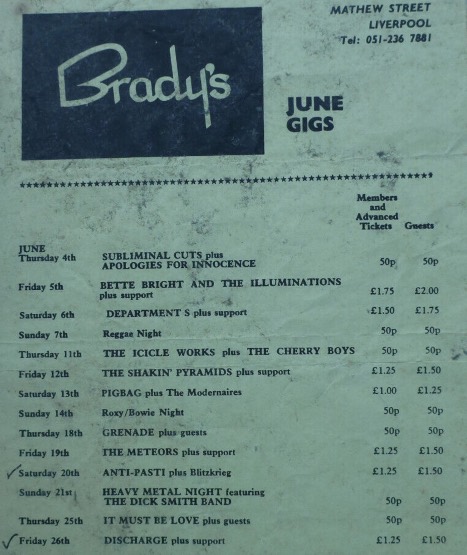 MATHEW STREET
LIVERPOOL
Tel: 051-236 7881
Brady's
JUNE
GIGS
Members
and
Advanced
Tickets Guests
JUNE
Thursday 4th SUBLIMINAL CUTS plus
APOLOGIES FOR INNOCENCE 50p 50p
Friday 5th BETTE BRIGHT AND THE ILLUMINATIONS
plus support £1.75 £2.00
Saturday 6th DEPARTMENT S plus support £1.50 £1.75
Sunday 7th Reggae Night 50p 50p
Thursday 11th THE ICICLE WORKS plus THE CHERRY BOYS 50p 50p
Friday 12th THE SHAKIN' PYRAMIDS plus support £1.25 £1.50
Saturday 13th PIGBAG plus The Modernaires £1.00 £1.25
Sunday 14th Roxy/Bowie Night 50p 50p
Thursday 18th GRENADE plus guests 50p 50p
Friday 19th THE METEORS plus support £1.25 £1.50
Saturday 20th ANTI-PASTI plus Blitzkrieg £1.25 £1.50
Sunday 21st HEAVY METAL NIGHT featuring
THE DICK SMITH BAND 50p 50p
Thursday 25th IT MUST BE LOVE plus guests 50p 50p
Friday 26th DISCHARGE plus support £1.25 £1.50